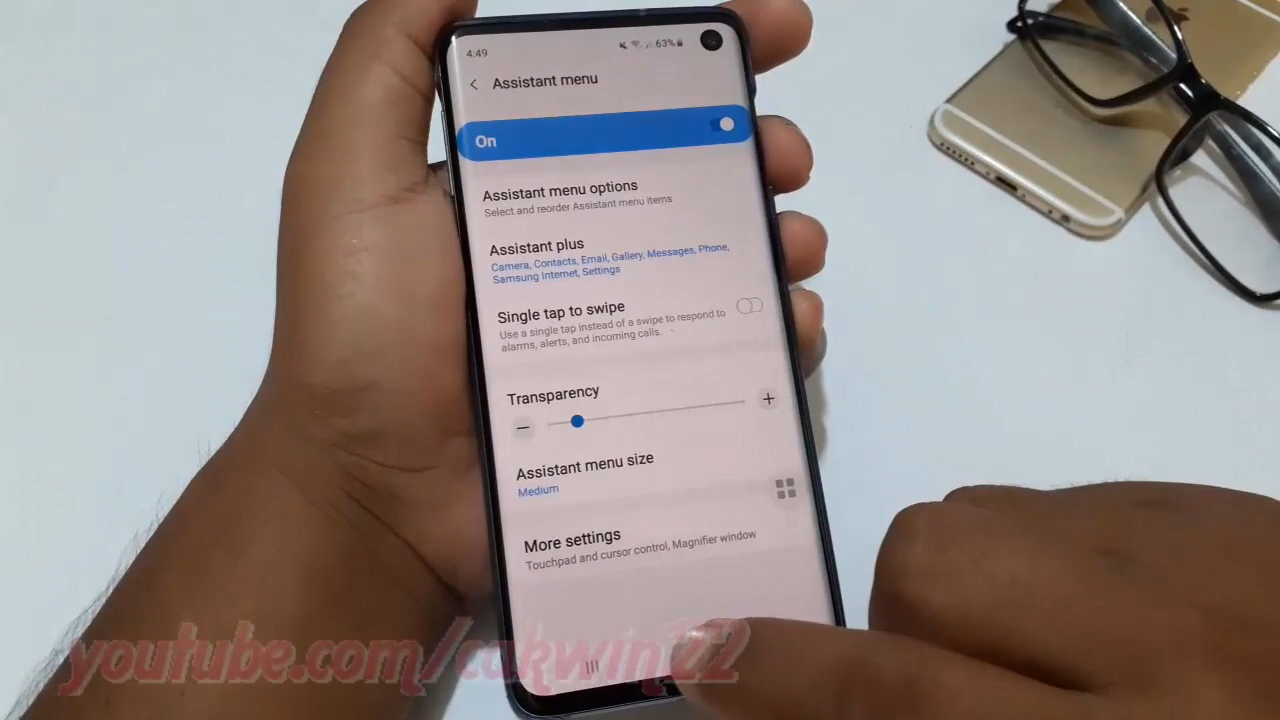 4:49
63%
Assistant menu
On
Assistant menu options
Select and reorder Assistant menu items.
Assistant plus
Camera, Contacts, Email, Gallery, Messages, Phone,
Samsung Internet, Settings
Single tap to swipe
Use a single tap instead of a swipe to respond to
alarms, alerts, and incoming calls.
Transparency
Assistant menu size
Medium
More settings
Touchpad and cursor control, Magnifier window
youtube.com/cakwin122